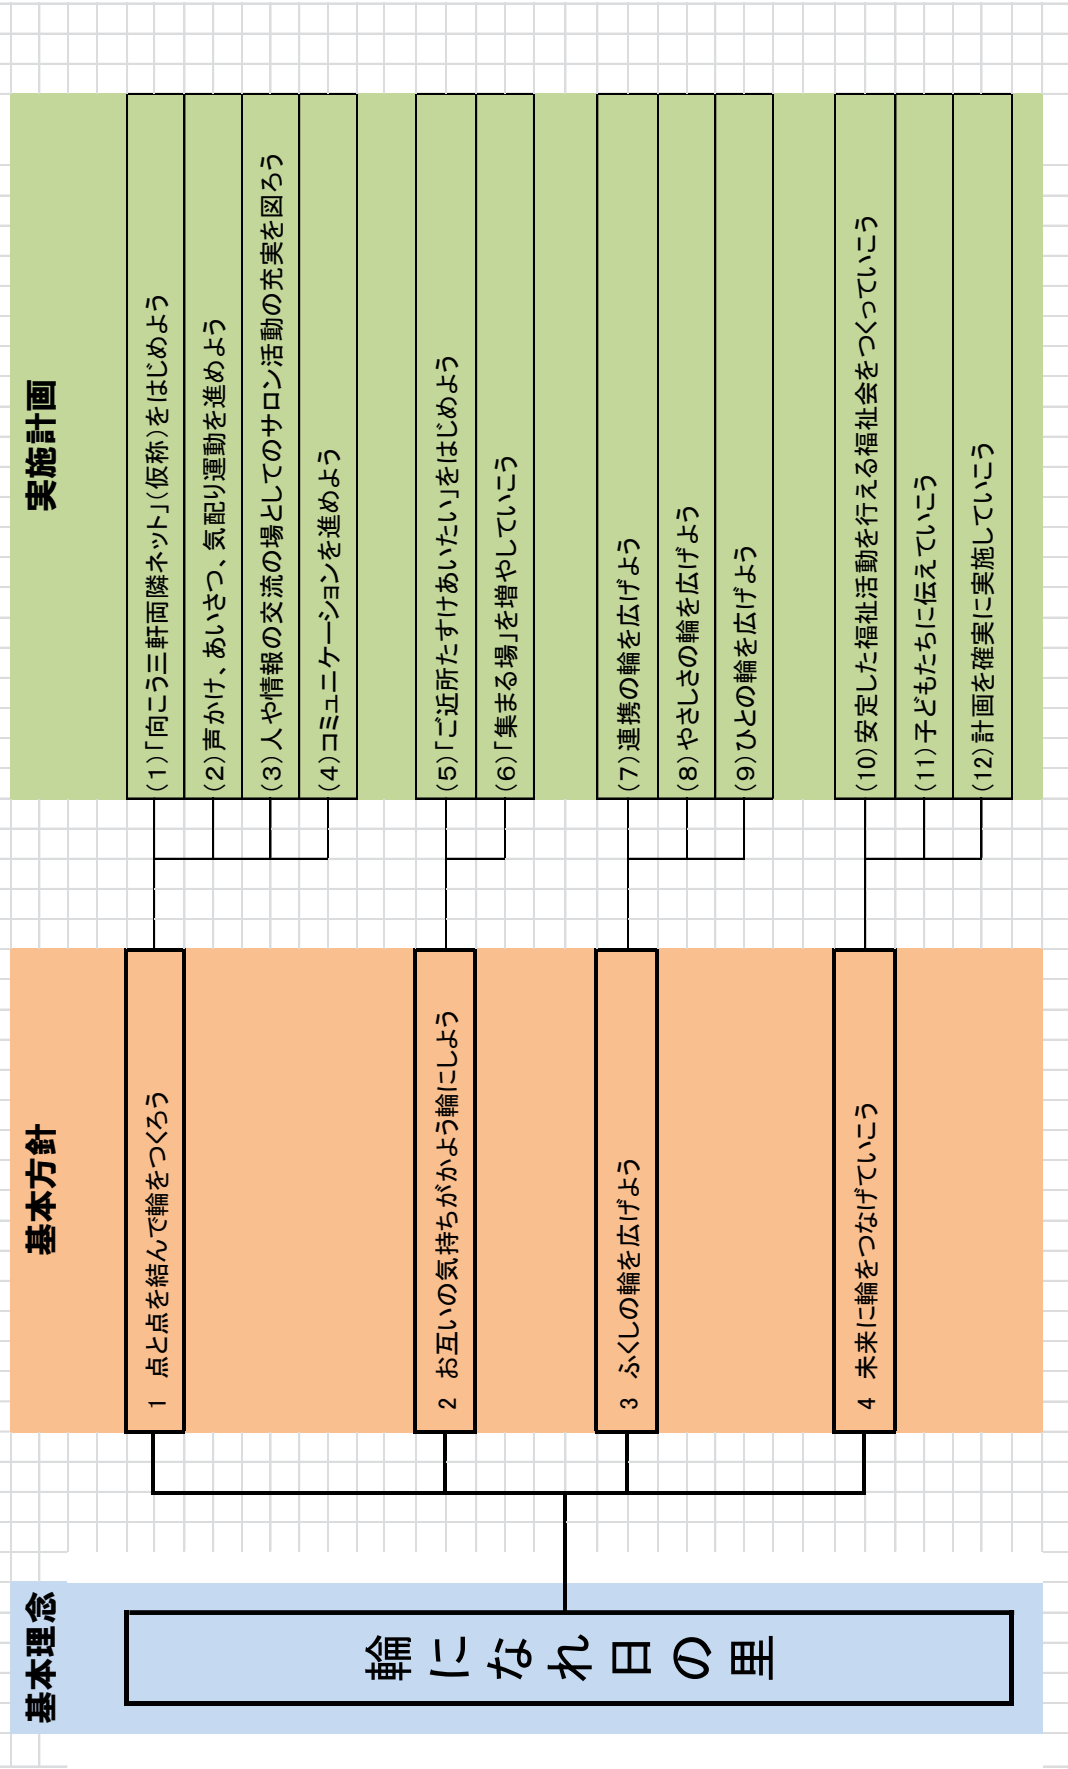 基本理念
輪になれ日の里
基本方針
1 点と点を結んで輪をつくろう
2 お互いの気持ちがかよう輪にしよう
3 ふくしの輪を広げよう
4 未来に輪をつなげていこう
実施計画
(1)「向こう三軒両隣ネット」(仮称)をはじめよう
(2)声かけ、あいさつ、気配り運動を進めよう
(3)人や情報の交流の場としてのサロン活動の充実を図ろう
(4)コミュニケーションを進めよう
(5)「ご近所たすけあいたい」をはじめよう
(6)「集まる場」を増やしていこう
(7)連携の輪を広げよう
(8)やさしさの輪を広げよう
(9)ひとの輪を広げよう
(10)安定した福祉活動を行える福祉会をつくっていこう
(11)子どもたちに伝えていこう
(12)計画を確実に実施していこう